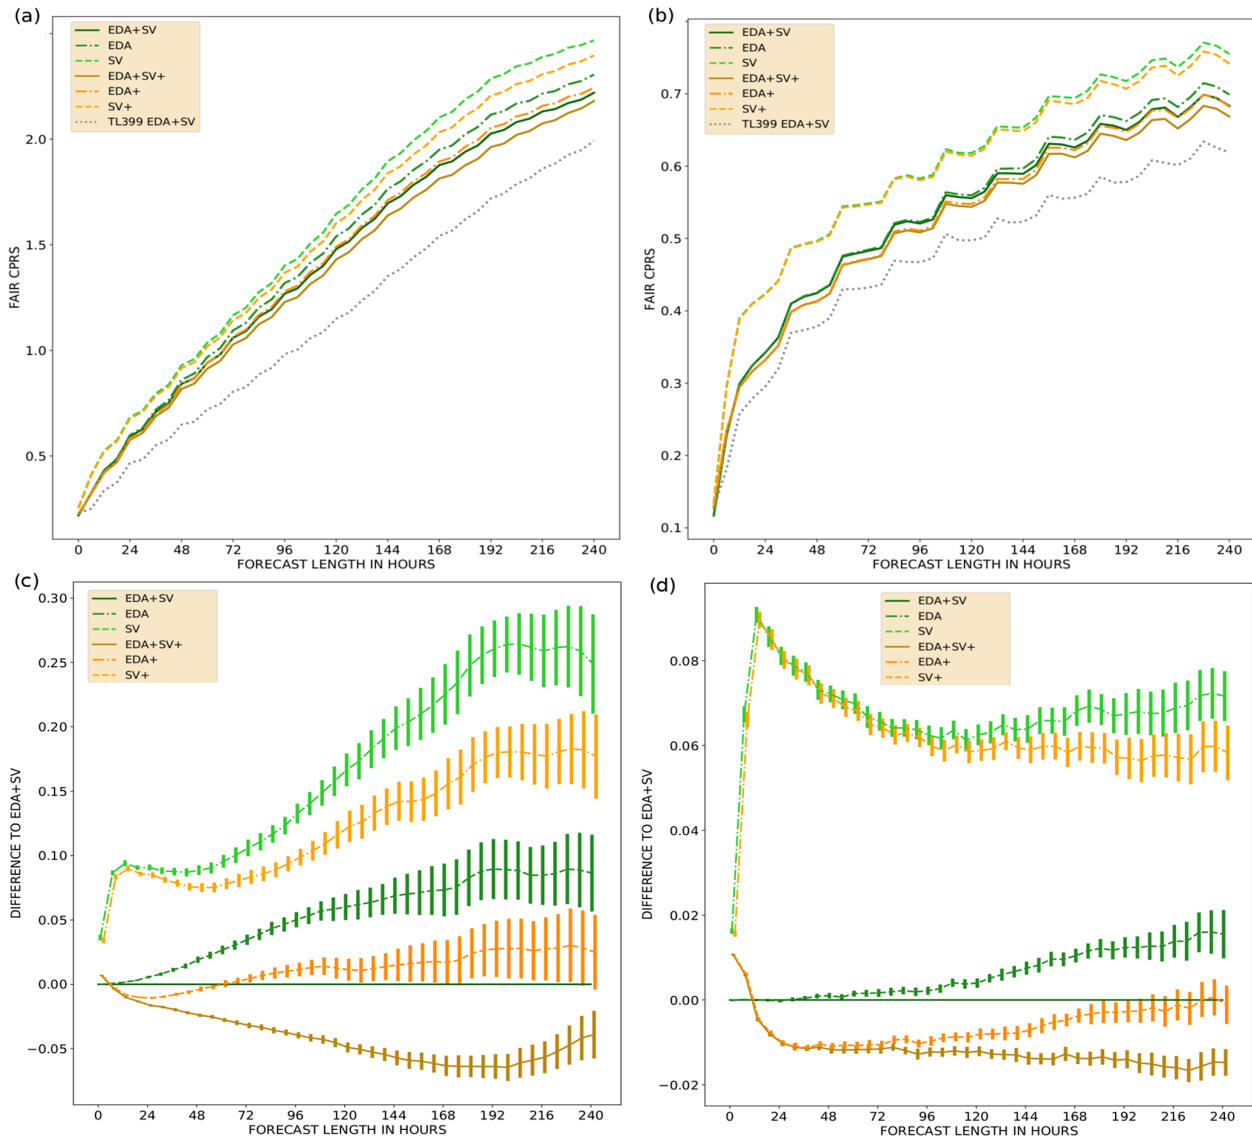 (a)
EDA+SV
EDA
SV
EDA+SV+
EDA+
SV+
TL399 EDA+SV
2.0
1.5
1.0
0.5
FAIR CPRS
0 24 48 72 96 120 144 168 192 216 240
FORECAST LENGTH IN HOURS
(b)
EDA+SV
EDA
SV
EDA+SV+
EDA+
SV+
TL399 EDA+SV
0.7
0.6
0.5
0.4
0.3
0.2
0.1
FAIR CPRS
0 24 48 72 96 120 144 168 192 216 240
FORECAST LENGTH IN HOURS
(c)
EDA+SV
EDA
SV
EDA+SV+
EDA+
SV+
0.30
0.25
0.20
0.15
0.10
0.05
0.00
−0.05
DIFFERENCE TO EDA+SV
0 24 48 72 96 120 144 168 192 216 240
FORECAST LENGTH IN HOURS
(d)
EDA+SV
EDA
SV
EDA+SV+
EDA+
SV+
0.08
0.06
0.04
0.02
0.00
−0.02
DIFFERENCE TO EDA+SV
0 24 48 72 96 120 144 168 192 216 240
FORECAST LENGTH IN HOURS